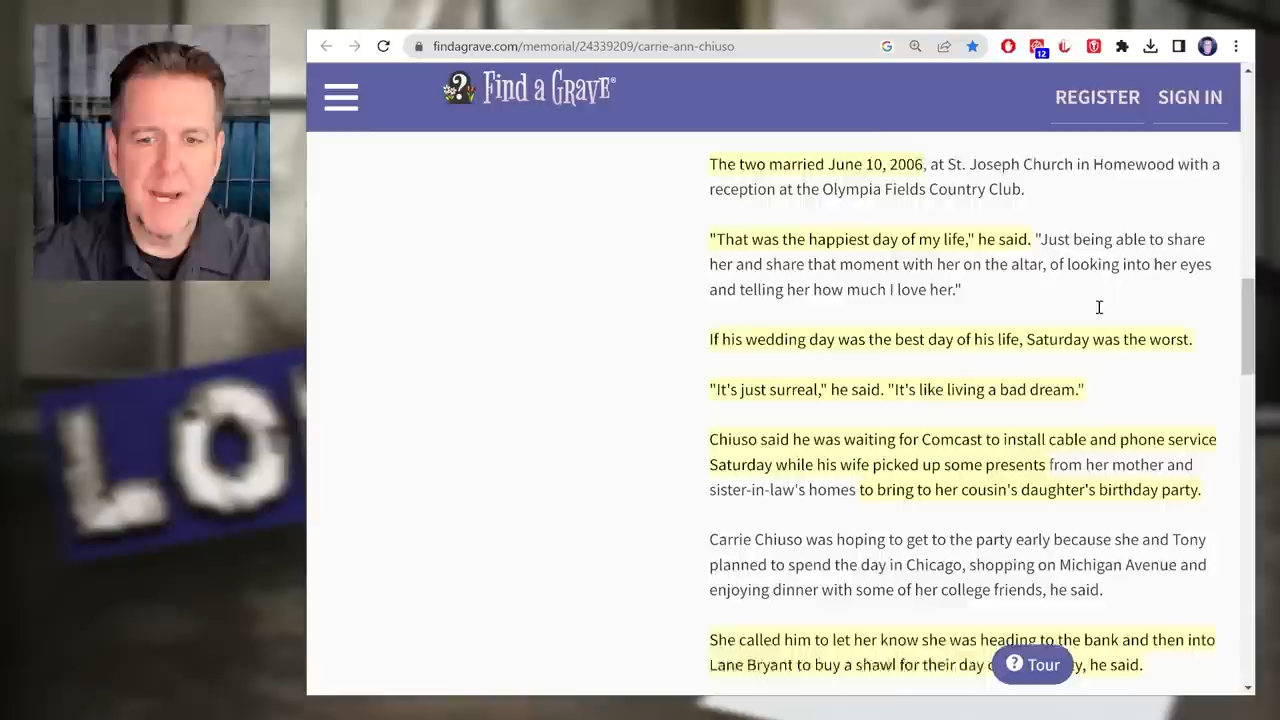 findagrave.com/memorial/24339209/carrie-ann-chiuso
12
Find a Grave®
REGISTER SIGN IN
The two married June 10, 2006, at St. Joseph Church in Homewood with a
reception at the Olympia Fields Country Club.
"That was the happiest day of my life," he said. "Just being able to share
her and share that moment with her on the altar, of looking into her eyes
and telling her how much I love her."
If his wedding day was the best day of his life, Saturday was the worst.
"It's just surreal," he said. "It's like living a bad dream."
Chiuso said he was waiting for Comcast to install cable and phone service
Saturday while his wife picked up some presents from her mother and
sister-in-law's homes to bring to her cousin's daughter's birthday party.
Carrie Chiuso was hoping to get to the party early because she and Tony
planned to spend the day in Chicago, shopping on Michigan Avenue and
enjoying dinner with some of her college friends, he said.
She called him to let her know she was heading to the bank and then into
Lane Bryant to buy a shawl for their day he said.
Tour
LO